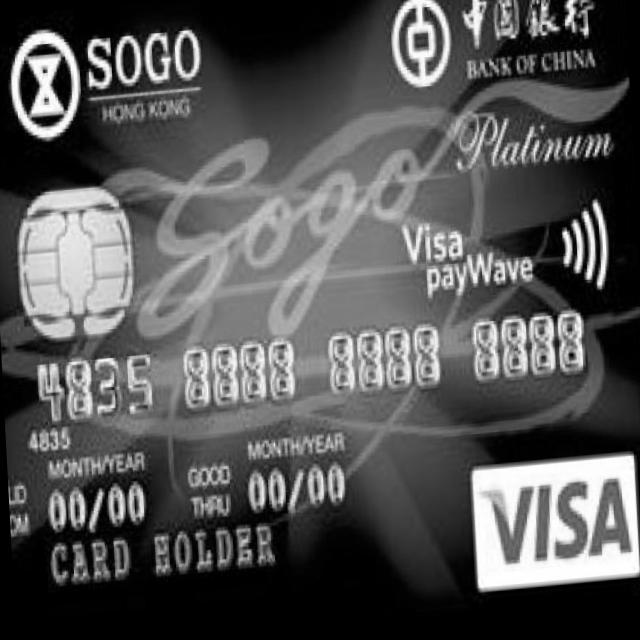 SOGO
HONG KONG
中国银行
BANK OF CHINA
Platinum
Sogo
Visa
payWave
4835 8888 8888 8888
4835
MONTH/YEAR
GOOD
THRU
MONTH/YEAR
00/00
00/00
CARD HOLDER
VISA